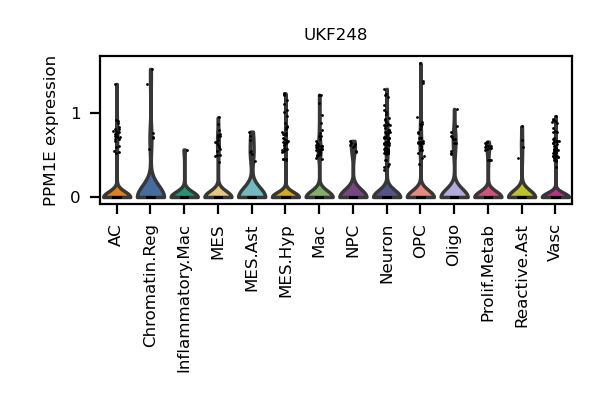 UKF248
PPM1E expression
1
0
AC
Chromatin.Reg
Inflammatory.Mac
MES
MES.Ast
MES.Hyp
Mac
NPC
Neuron
OPC
Oligo
Prolif.Metab
Reactive.Ast
Vasc